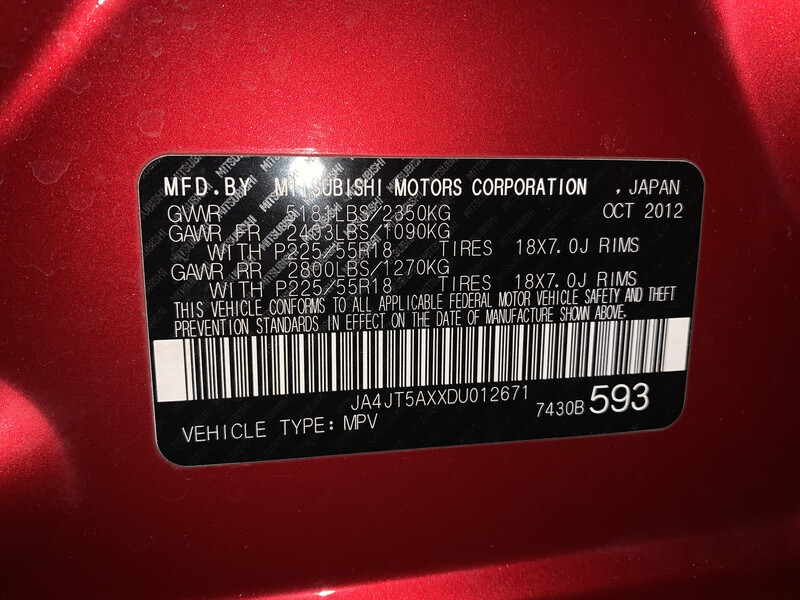 MFD.BY MITSUBISHI MOTORS CORPORATION , JAPAN
GVWR 5181LBS/2350KG OCT 2012
GAWR FR 2403LBS/1090KG
WITH P225/55R18 TIRES 18X7.0J RIMS
GAWR RR 2800LBS/1270KG
WITH P225/55R18 TIRES 18X7.0J RIMS
THIS VEHICLE CONFORMS TO ALL APPLICABLE FEDERAL MOTOR VEHICLE SAFETY AND THEFT
PREVENTION STANDARDS IN EFFECT ON THE DATE OF MANUFACTURE SHOWN ABOVE.
JA4JT5AXXDU012671
7430B 593
VEHICLE TYPE: MPV